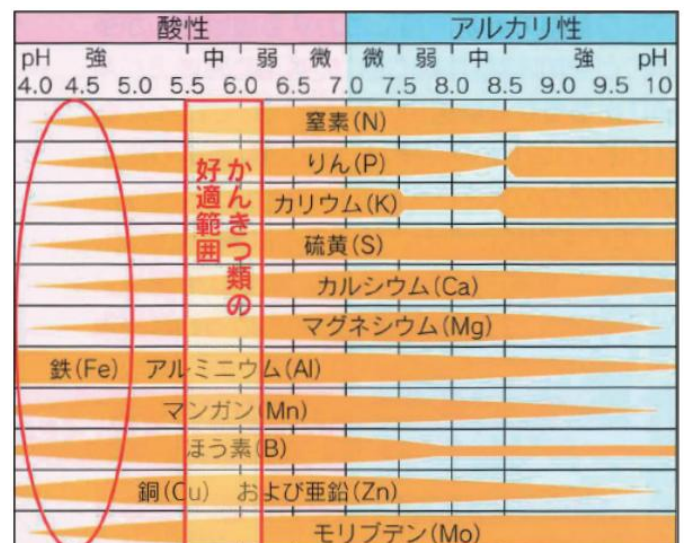 酸性 アルカリ性
pH 強 中 弱 微 微 弱 中 強 pH
4.0 4.5 5.0 5.5 6.0 6.5 7.0 7.5 8.0 8.5 9.0 9.5 10
窒素(N)
りん(P)
カリウム(K)
硫黄(S)
カルシウム(Ca)
マグネシウム(Mg)
鉄(Fe) アルミニウム(Al)
マンガン(Mn)
ほう素(B)
銅(Cu) および亜鉛(Zn)
モリブデン(Mo)
かんきつ類の
好適範囲